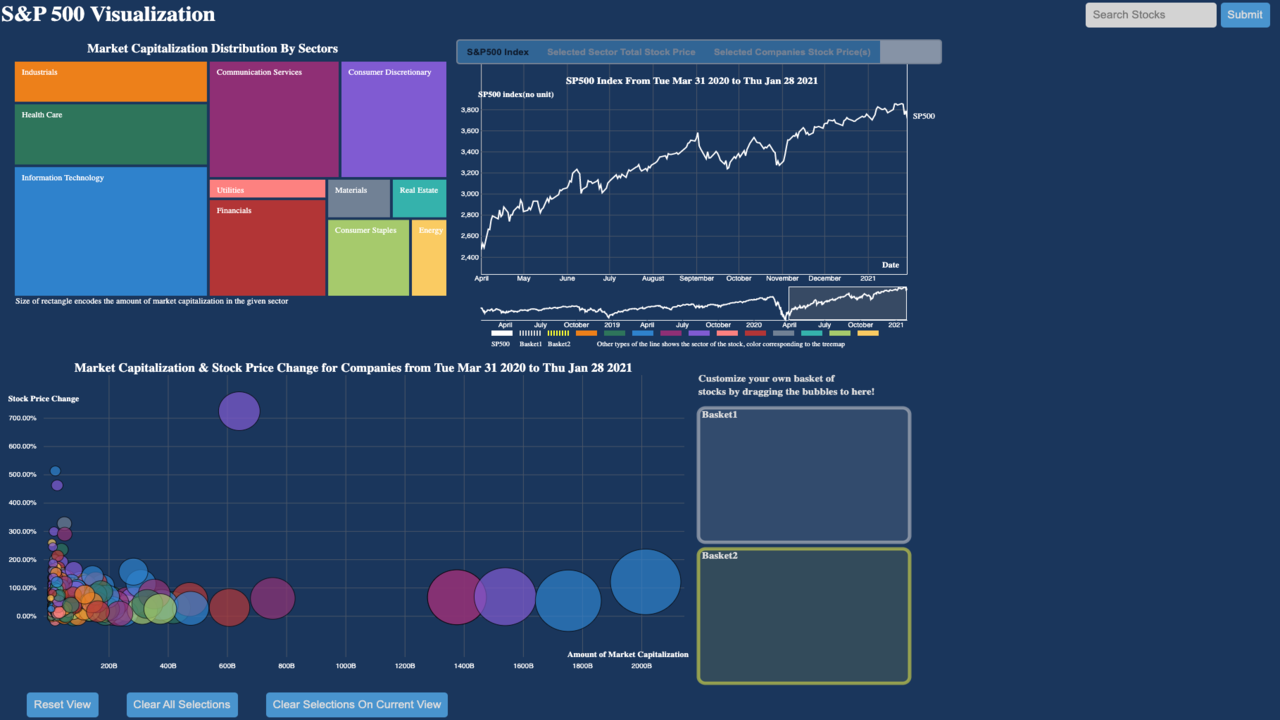 S&P 500 Visualization
Search Stocks
Submit
Market Capitalization Distribution By Sectors
Industrials
Communication Services
Consumer Discretionary
Health Care
Information Technology
Utilities
Materials
Real Estate
Financials
Consumer Staples
Energy
Size of rectangle encodes the amount of market capitalization in the given sector
S&P500 Index
Selected Sector Total Stock Price
Selected Companies Stock Price(s)
SP500 Index From Tue Mar 31 2020 to Thu Jan 28 2021
SP500 index(no unit)
3,800
SP500
3,600
3,400
3,200
3,000
2,800
2,600
2,400
Date
April May June July August September October November December 2021
April July October 2019 April July October 2020 April July October 2021
SP500 Basket1 Basket2 Other types of the line shows the sector of the stock, color corresponding to the treemap
Market Capitalization & Stock Price Change for Companies from Tue Mar 31 2020 to Thu Jan 28 2021
Stock Price Change
700.00%
600.00%
500.00%
400.00%
300.00%
200.00%
100.00%
0.00%
Amount of Market Capitalization
200B 400B 600B 800B 1000B 1200B 1400B 1600B 1800B 2000B
Customize your own basket of
stocks by dragging the bubbles to here!
Basket1
Basket2
Reset View
Clear All Selections
Clear Selections On Current View